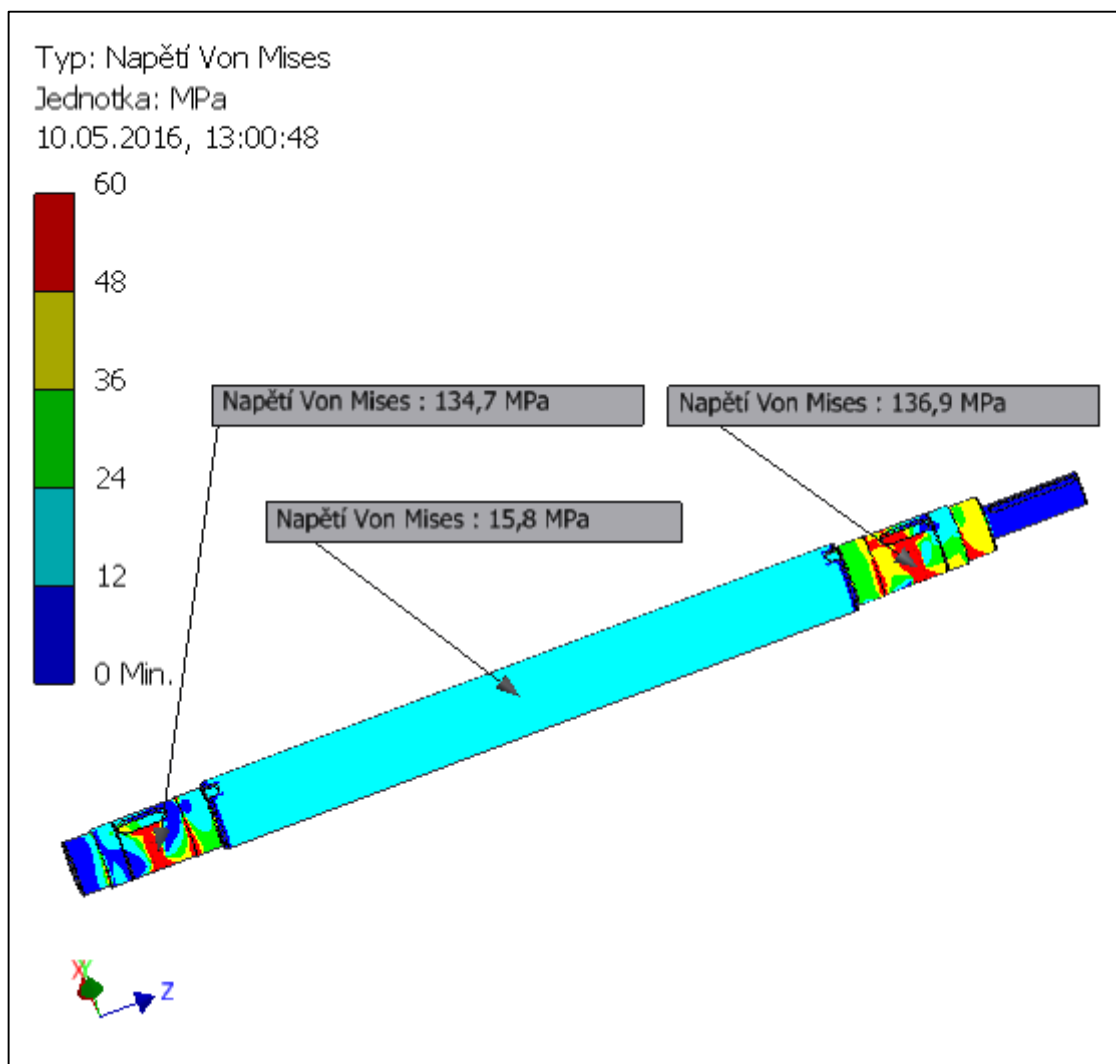 Typ: Napětí Von Mises
Jednotka: MPa
10.05.2016, 13:00:48
60
48
36
Napětí Von Mises : 134,7 MPa
Napětí Von Mises : 136,9 MPa
24
Napětí Von Mises : 15,8 MPa
12
0 Min.
X
Y
Z